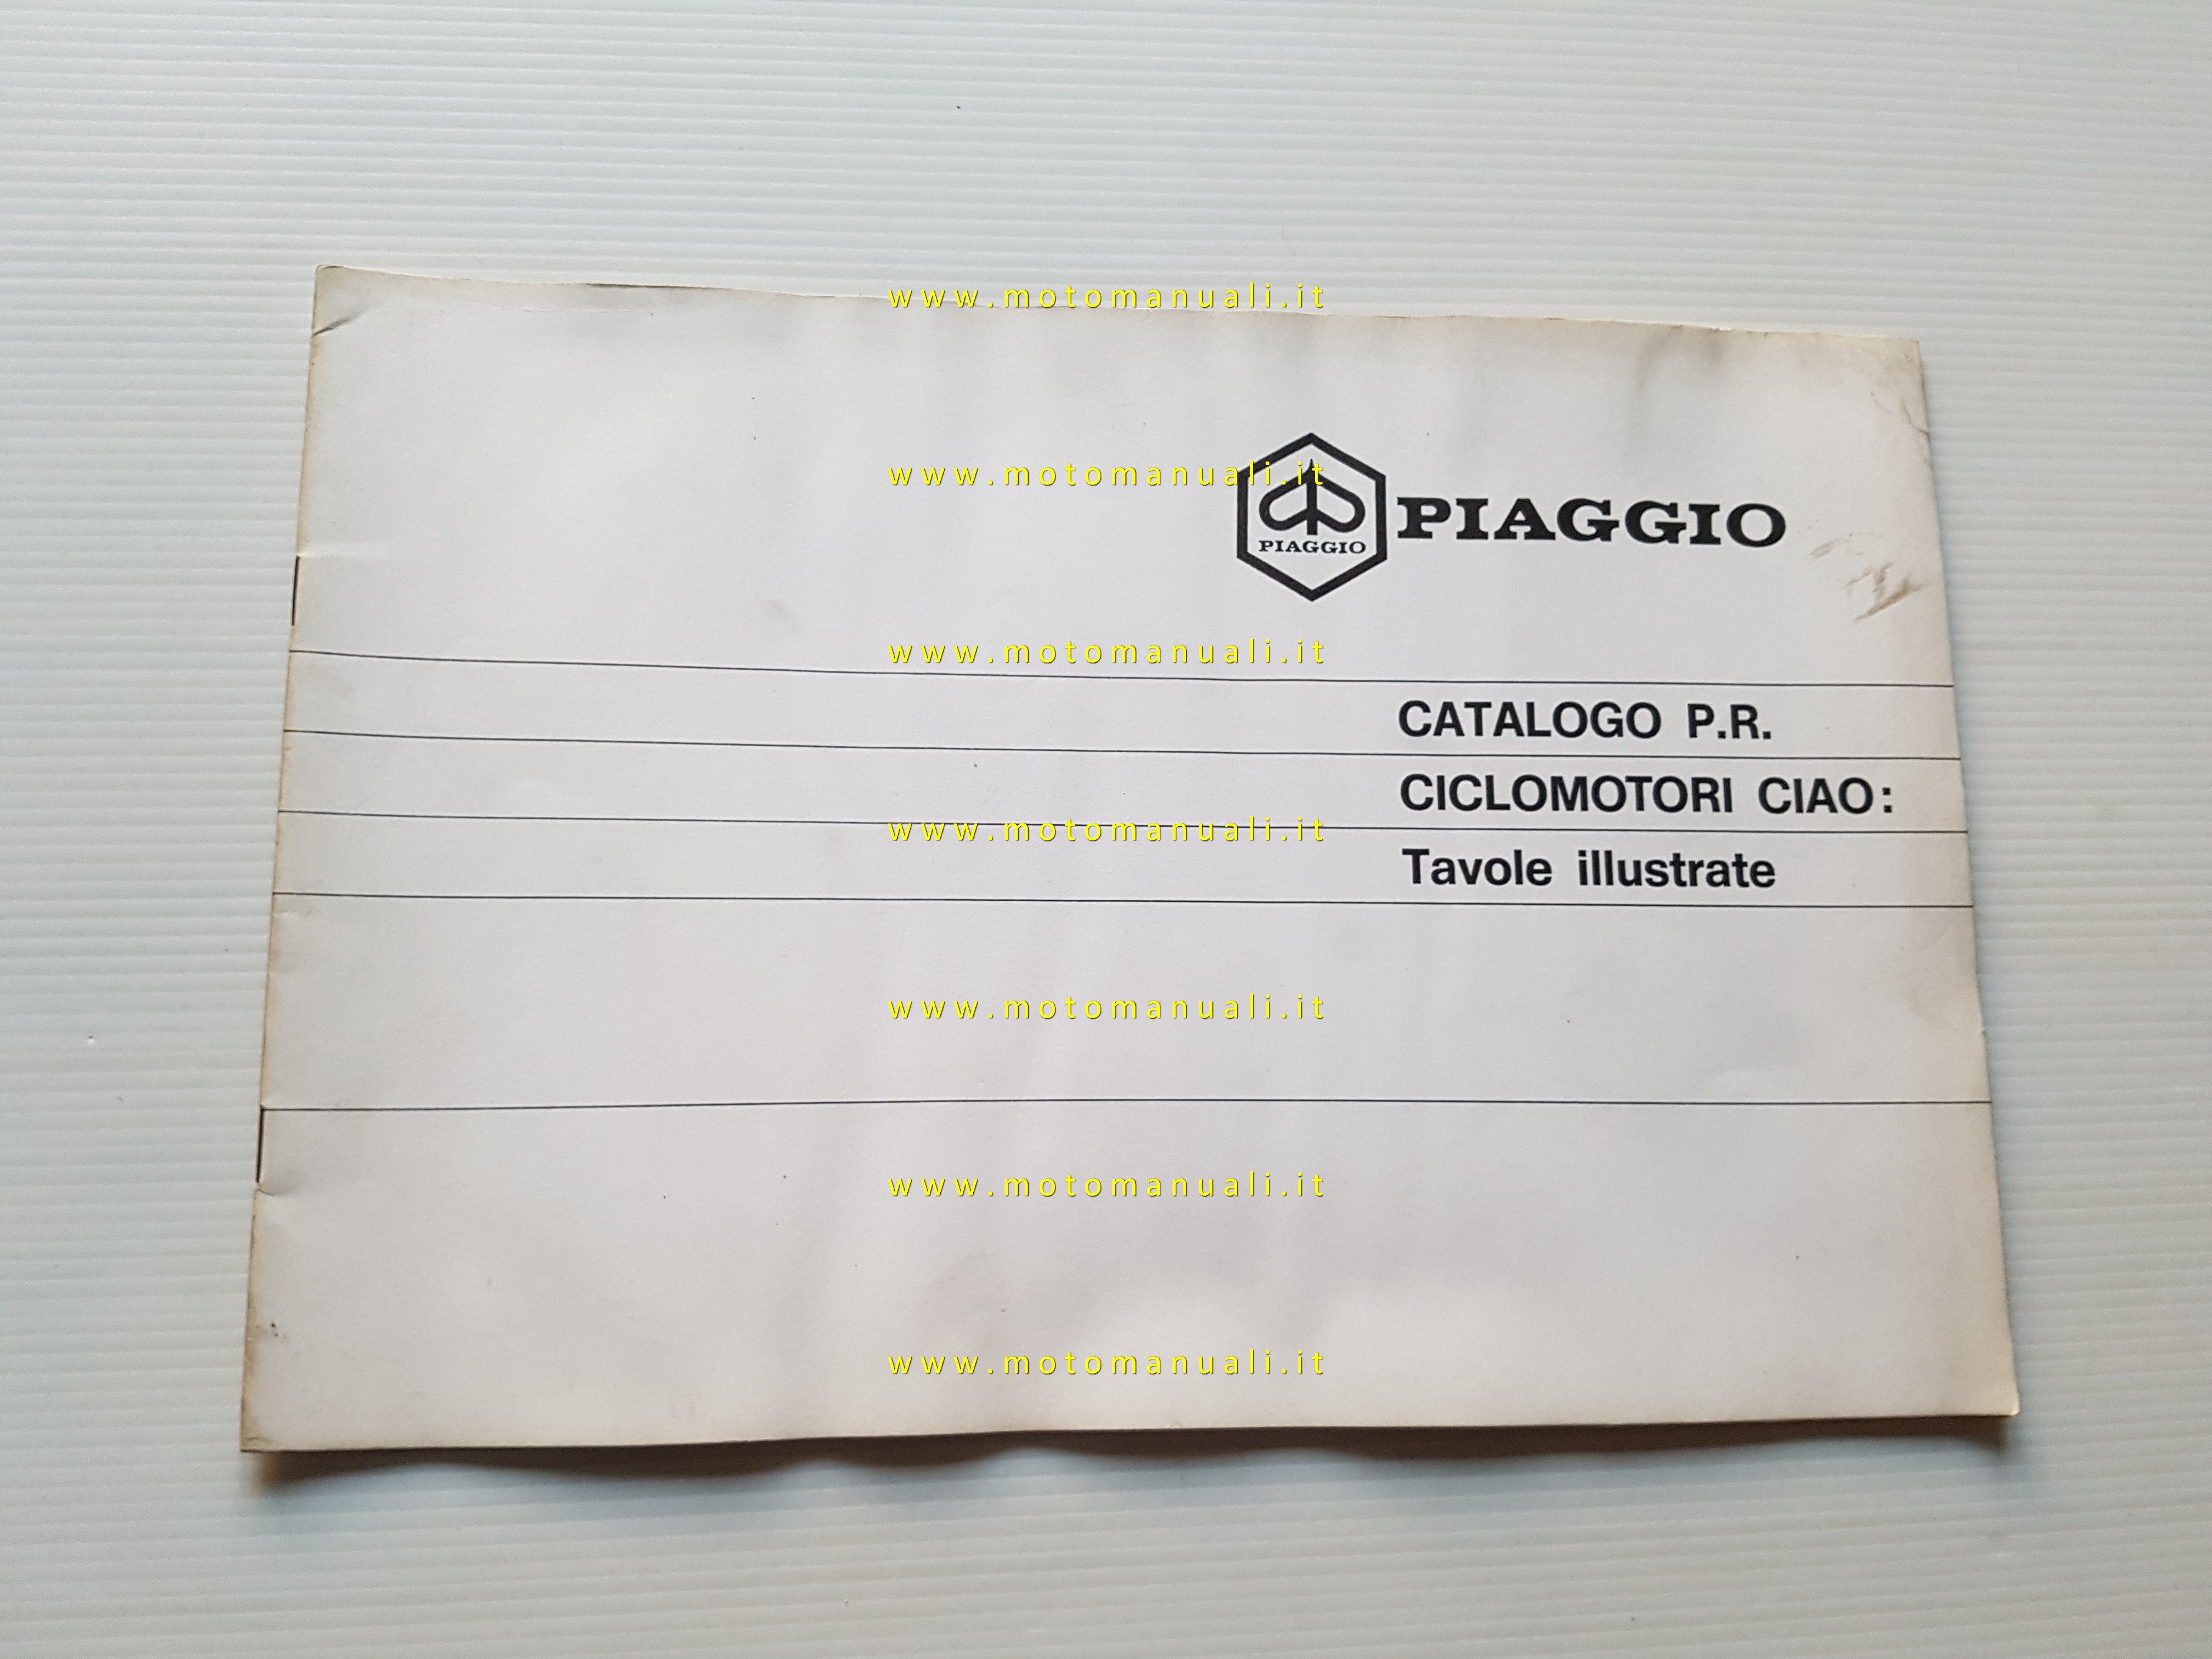 www.motomanuali.it
www.motomanuali.it
PIAGGIO
PIAGGIO
www.motomanuali.it
CATALOGO P.R.
CICLOMOTORI CIAO:
www.motomanuali.it
Tavole illustrate
www.motomanuali.it
www.motomanuali.it
www.motomanuali.it